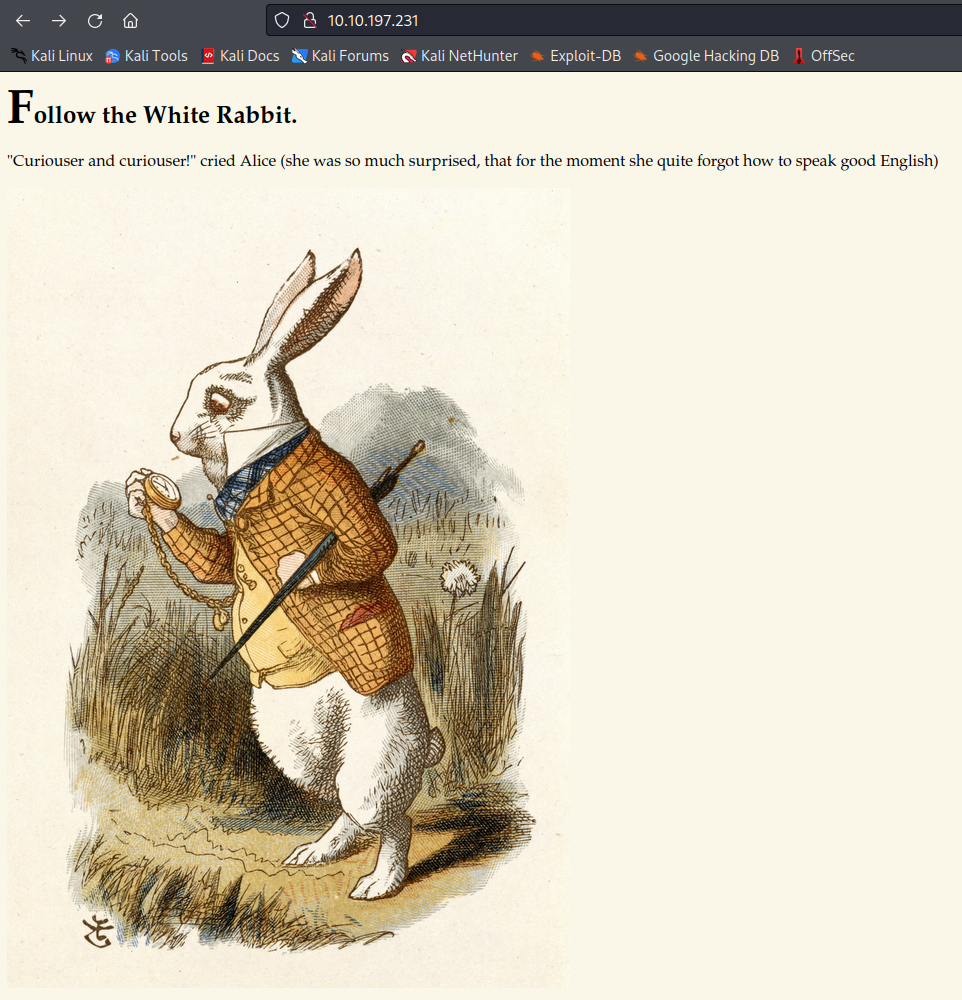 10.10.197.231
Kali Linux Kali Tools Kali Docs Kali Forums Kali NetHunter Exploit-DB Google Hacking DB OffSec
Follow the White Rabbit.
"Curiouser and curiouser!" cried Alice (she was so much surprised, that for the moment she quite forgot how to speak good English)